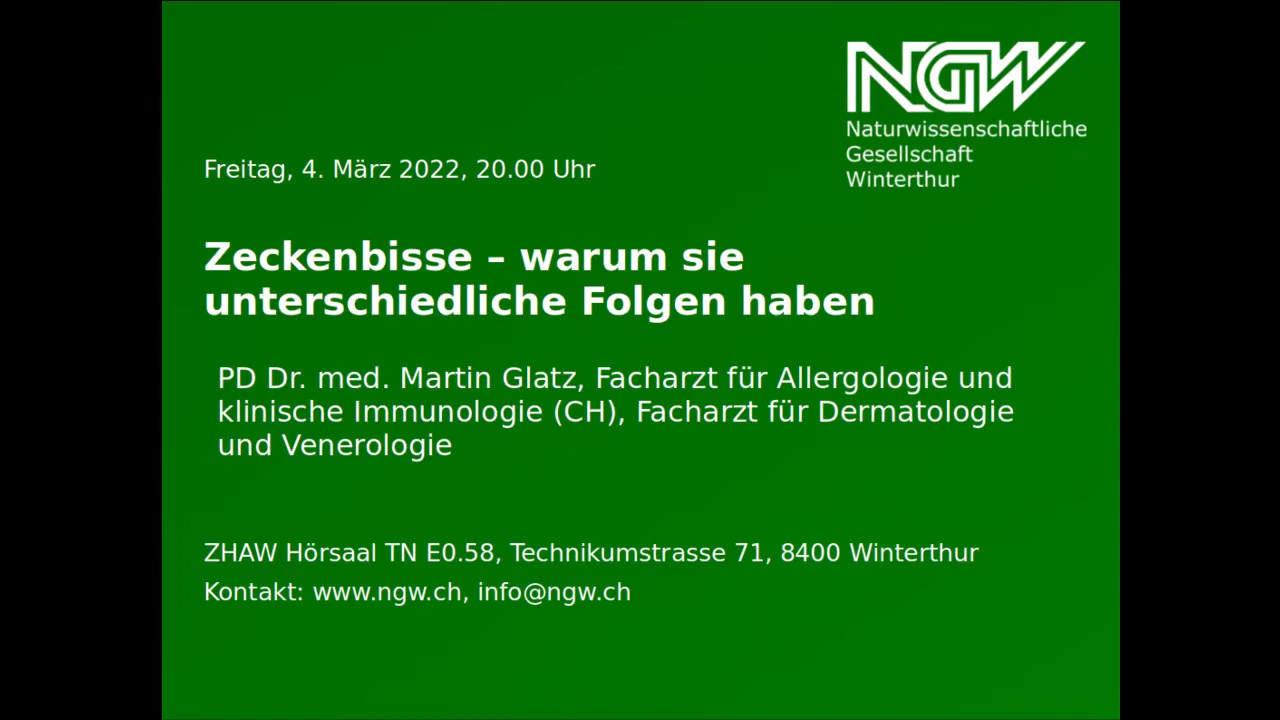 NGW
Naturwissenschaftliche
Gesellschaft
Winterthur
Freitag, 4. März 2022, 20.00 Uhr
Zeckenbisse – warum sie
unterschiedliche Folgen haben
PD Dr. med. Martin Glatz, Facharzt für Allergologie und
klinische Immunologie (CH), Facharzt für Dermatologie
und Venerologie
ZHAW Hörsaal TN E0.58, Technikumstrasse 71, 8400 Winterthur
Kontakt: www.ngw.ch, info@ngw.ch